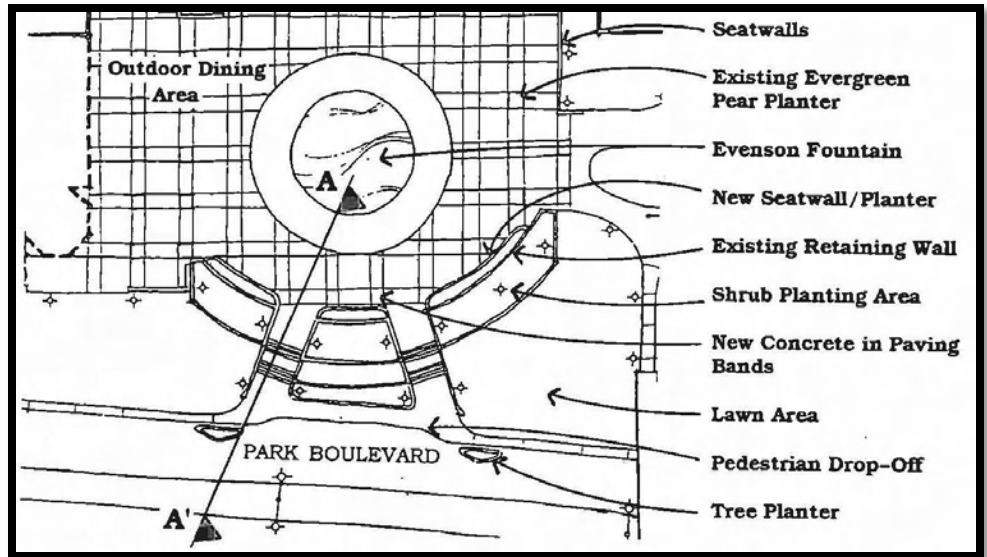 Outdoor Dining
Area
A
PARK BOULEVARD
A'
Seatwalls
Existing Evergreen
Pear Planter
Evenson Fountain
New Seatwall/Planter
Existing Retaining Wall
Shrub Planting Area
New Concrete in Paving
Bands
Lawn Area
Pedestrian Drop-Off
Tree Planter